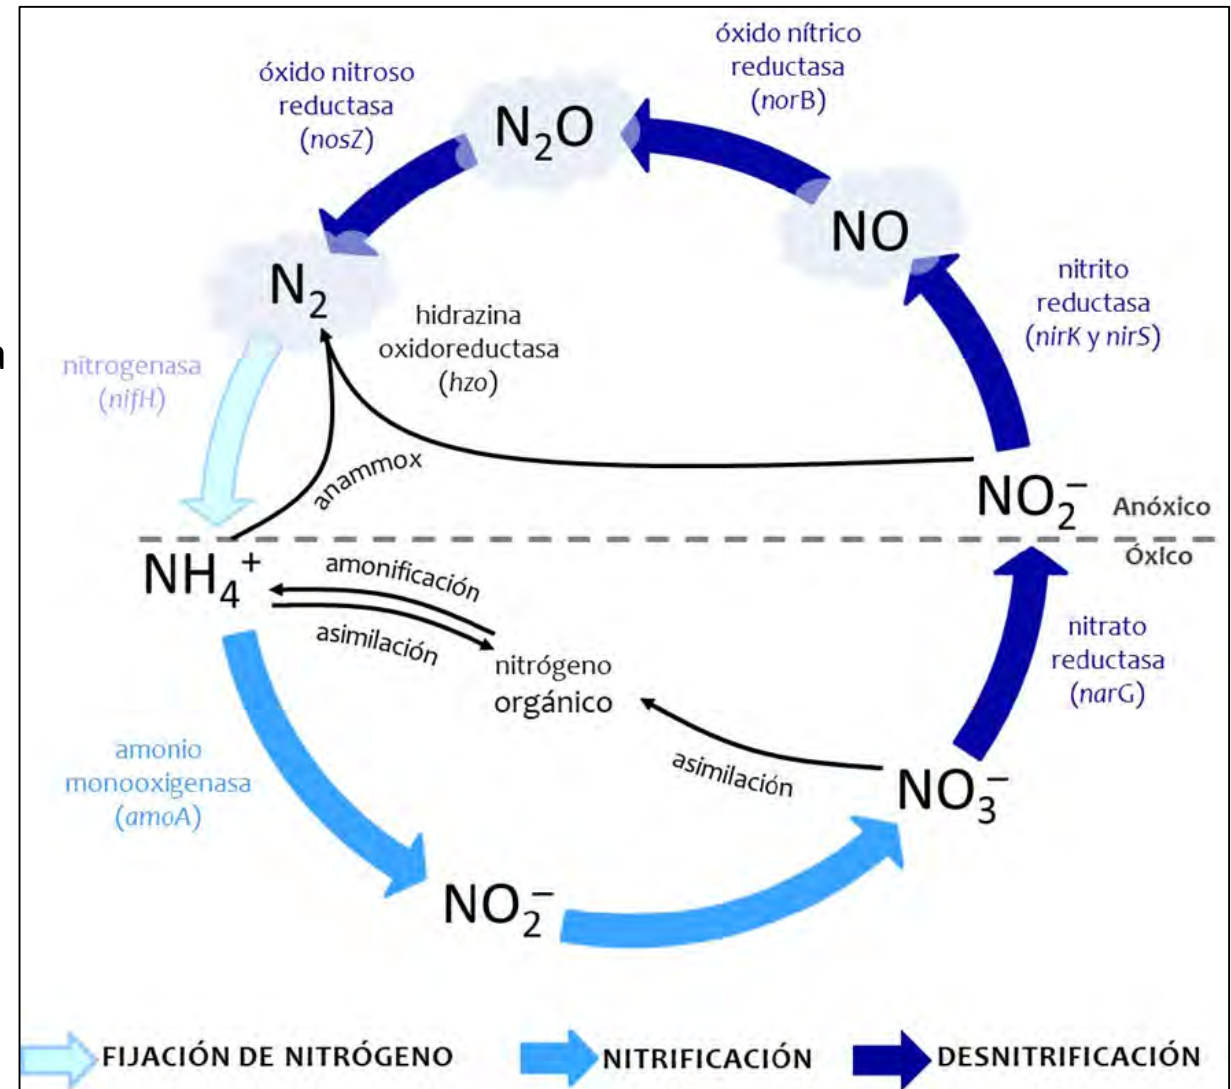 óxido nítrico
reductasa
(norB)
óxido nitroso
reductasa
(nosZ)
N₂O
NO
N₂
nitrito
reductasa
(nirK y nirS)
hidrazina
oxidoreductasa
(hzo)
nitrogenasa
(nifH)
anammox
NO₂⁻
Anóxico
Óxico
NH₄⁺
amonificación
asimilación
nitrógeno
orgánico
nitrato
reductasa
(narG)
asimilación
NO₃⁻
amonio
monooxigenasa
(amoA)
NO₂⁻
FIJACIÓN DE NITRÓGENO
NITRIFICACIÓN
DESNITRIFICACIÓN